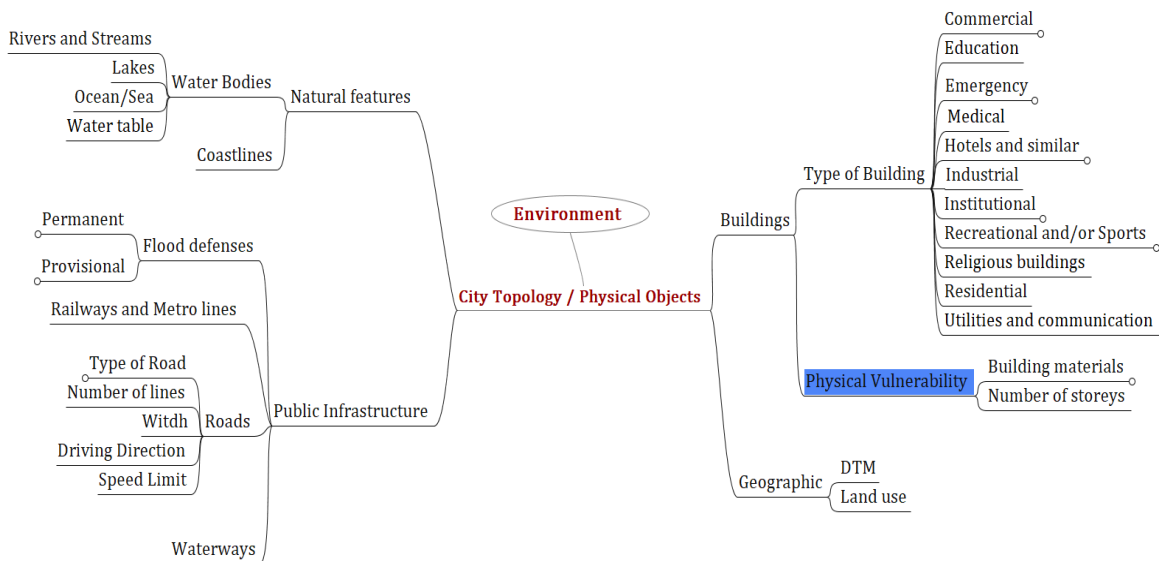 Environment
City Topology / Physical Objects
Natural features
Water Bodies
Rivers and Streams
Lakes
Ocean/Sea
Water table
Coastlines
Public Infrastructure
Flood defenses
Permanent
Provisional
Railways and Metro lines
Roads
Type of Road
Number of lines
Witdh
Driving Direction
Speed Limit
Waterways
Buildings
Type of Building
Commercial
Education
Emergency
Medical
Hotels and similar
Industrial
Institutional
Recreational and/or Sports
Religious buildings
Residential
Utilities and communication
Physical Vulnerability
Building materials
Number of storeys
Geographic
DTM
Land use